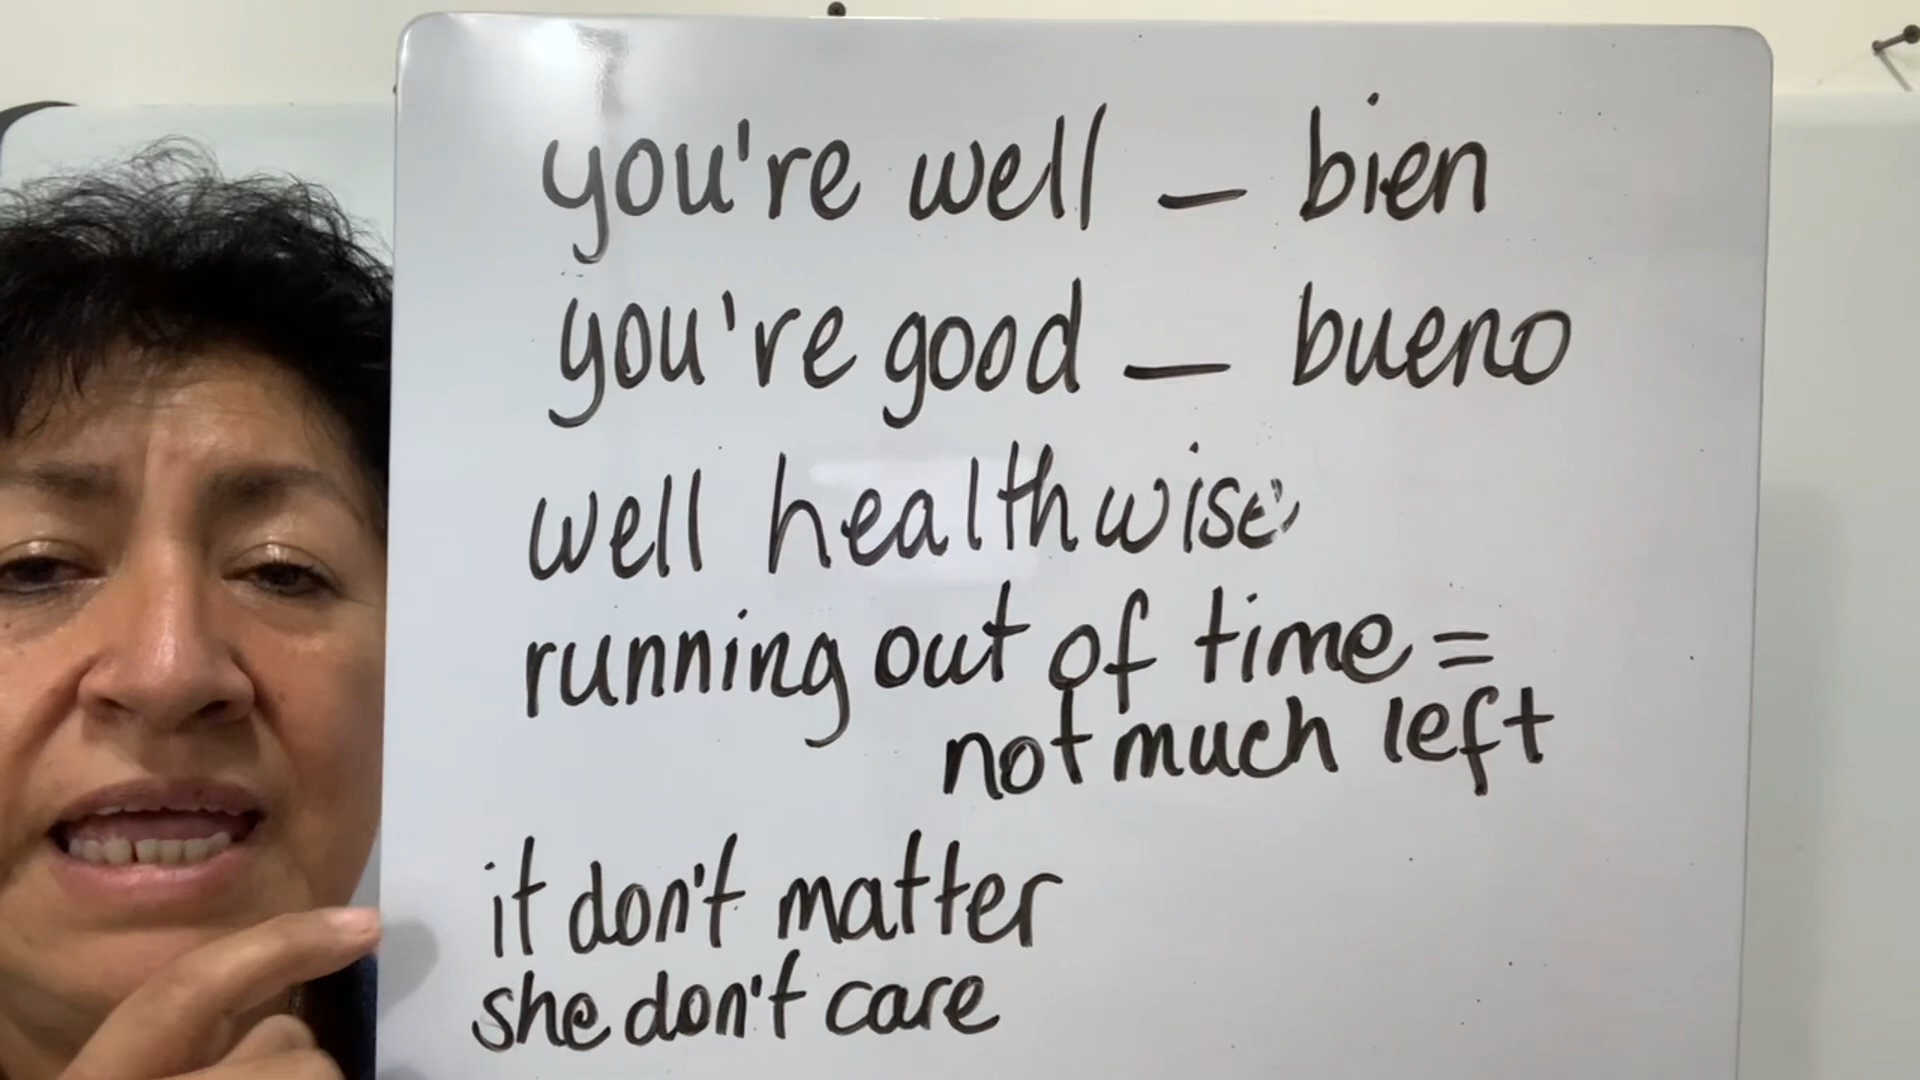 you're well – bien
you're good – bueno
well healthwise
running out of time =
not much left
it don't matter
she don't care